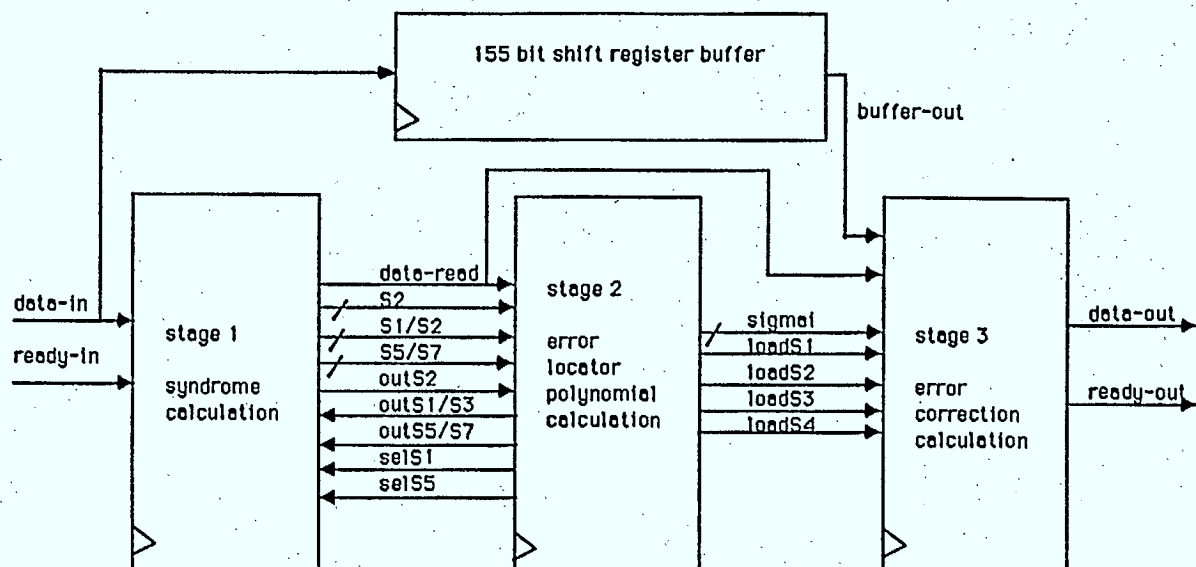 155 bit shift register buffer
buffer-out
data-in
ready-in
stage 1
syndrome
calculation
data-read
S2
S1/S2
S5/S7
outS2
outS1/S3
outS5/S7
selS1
selS5
stage 2
error
locator
polynomial
calculation
sigmai
loadS1
loadS2
loadS3
loadS4
stage 3
error
correction
calculation
data-out
ready-out